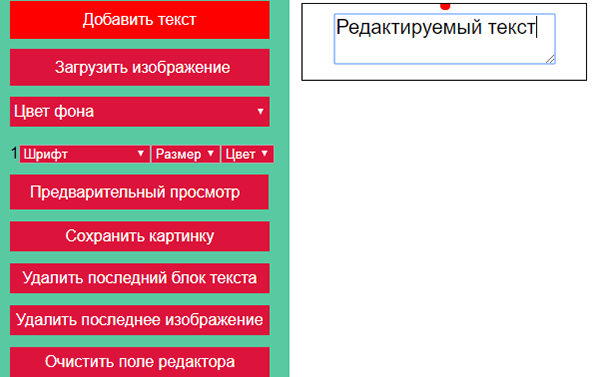 Добавить текст
Загрузить изображение
Цвет фона
1 Шрифт Размер Цвет
Предварительный просмотр
Сохранить картинку
Удалить последний блок текста
Удалить последнее изображение
Очистить поле редактора
Редактируемый текст